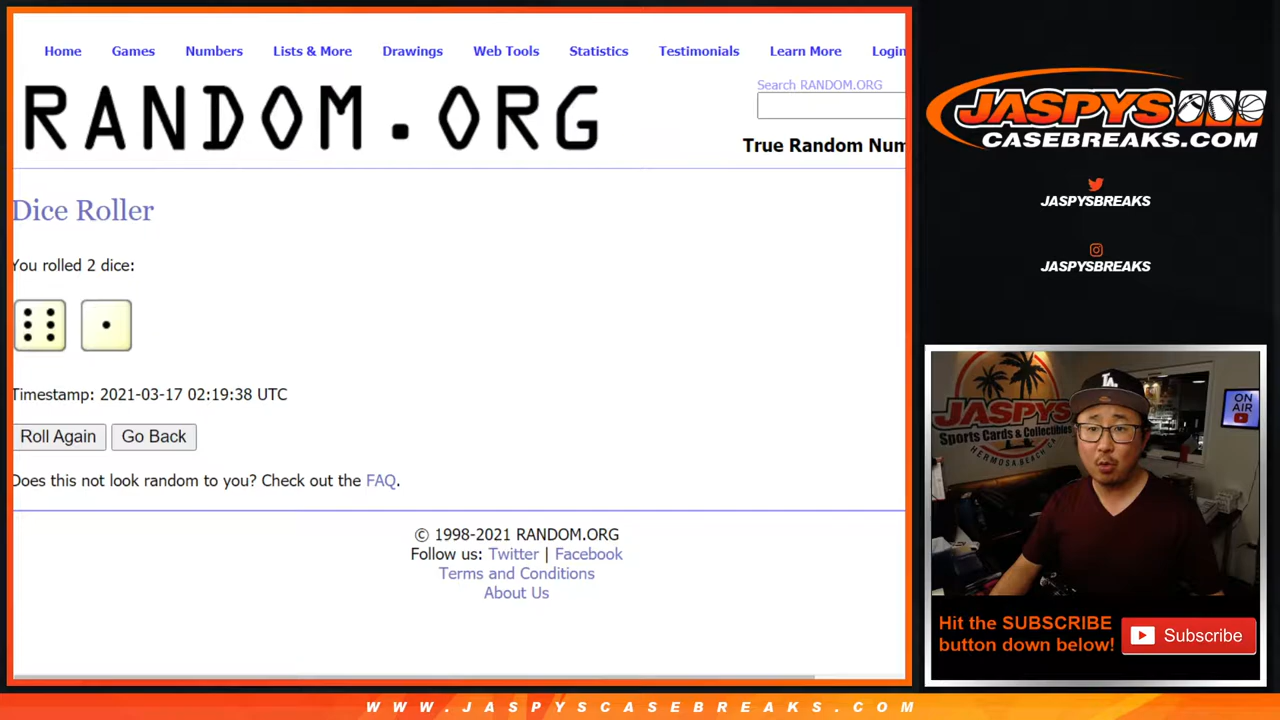 Home Games Numbers Lists & More Drawings Web Tools Statistics Testimonials Learn More Login
RANDOM.ORG
Search RANDOM.ORG
True Random Num
Dice Roller
You rolled 2 dice:
Timestamp: 2021-03-17 02:19:38 UTC
Roll Again Go Back
Does this not look random to you? Check out the FAQ.
© 1998-2021 RANDOM.ORG
Follow us: Twitter | Facebook
Terms and Conditions
About Us
JASPYS
CASEBREAKS.COM
JASPYSBREAKS
JASPYSBREAKS
JASPYS
Sports Cards & Collectibles
HERMOSA BEACH
LA
ON
AIR
Hit the SUBSCRIBE
button down below!
Subscribe
WWW.JASPYSCASEBREAKS.COM